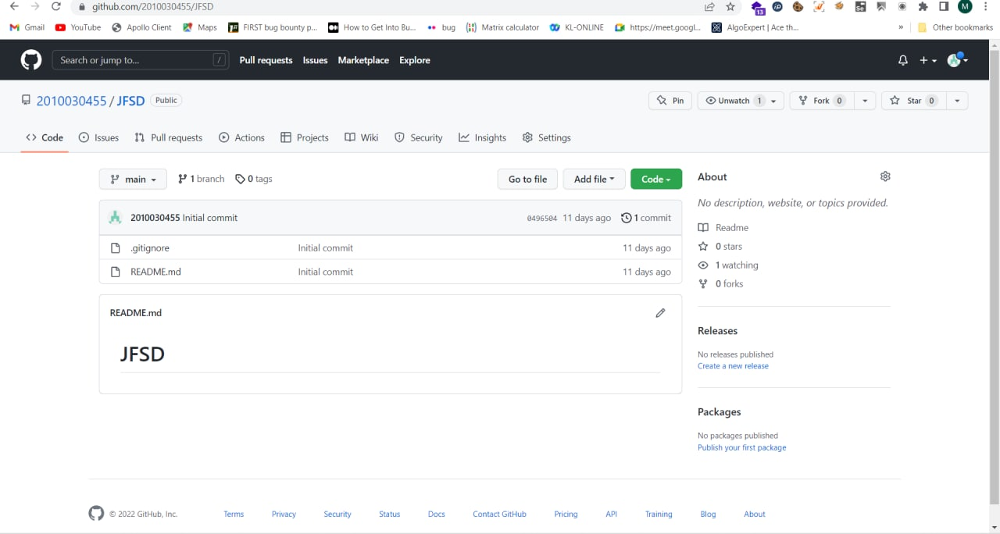 github.com/2010030455/JFSD
13
M
Gmail YouTube Apollo Client Maps FIRST bug bounty p... How to Get Into Bu... bug Matrix calculator KL-ONLINE https://meet.googl... AlgoExpert | Ace th... » Other bookmarks
Search or jump to... / Pull requests Issues Marketplace Explore
2010030455 / JFSD Public Pin Unwatch 1 Fork 0 Star 0
<> Code Issues Pull requests Actions Projects Wiki Security Insights Settings
main 1 branch 0 tags Go to file Add file Code
2010030455 Initial commit 0496504 11 days ago 1 commit
.gitignore Initial commit 11 days ago
README.md Initial commit 11 days ago
README.md
JFSD
About
No description, website, or topics provided.
Readme
0 stars
1 watching
0 forks
Releases
No releases published
Create a new release
Packages
No packages published
Publish your first package
© 2022 GitHub, Inc. Terms Privacy Security Status Docs Contact GitHub Pricing API Training Blog About